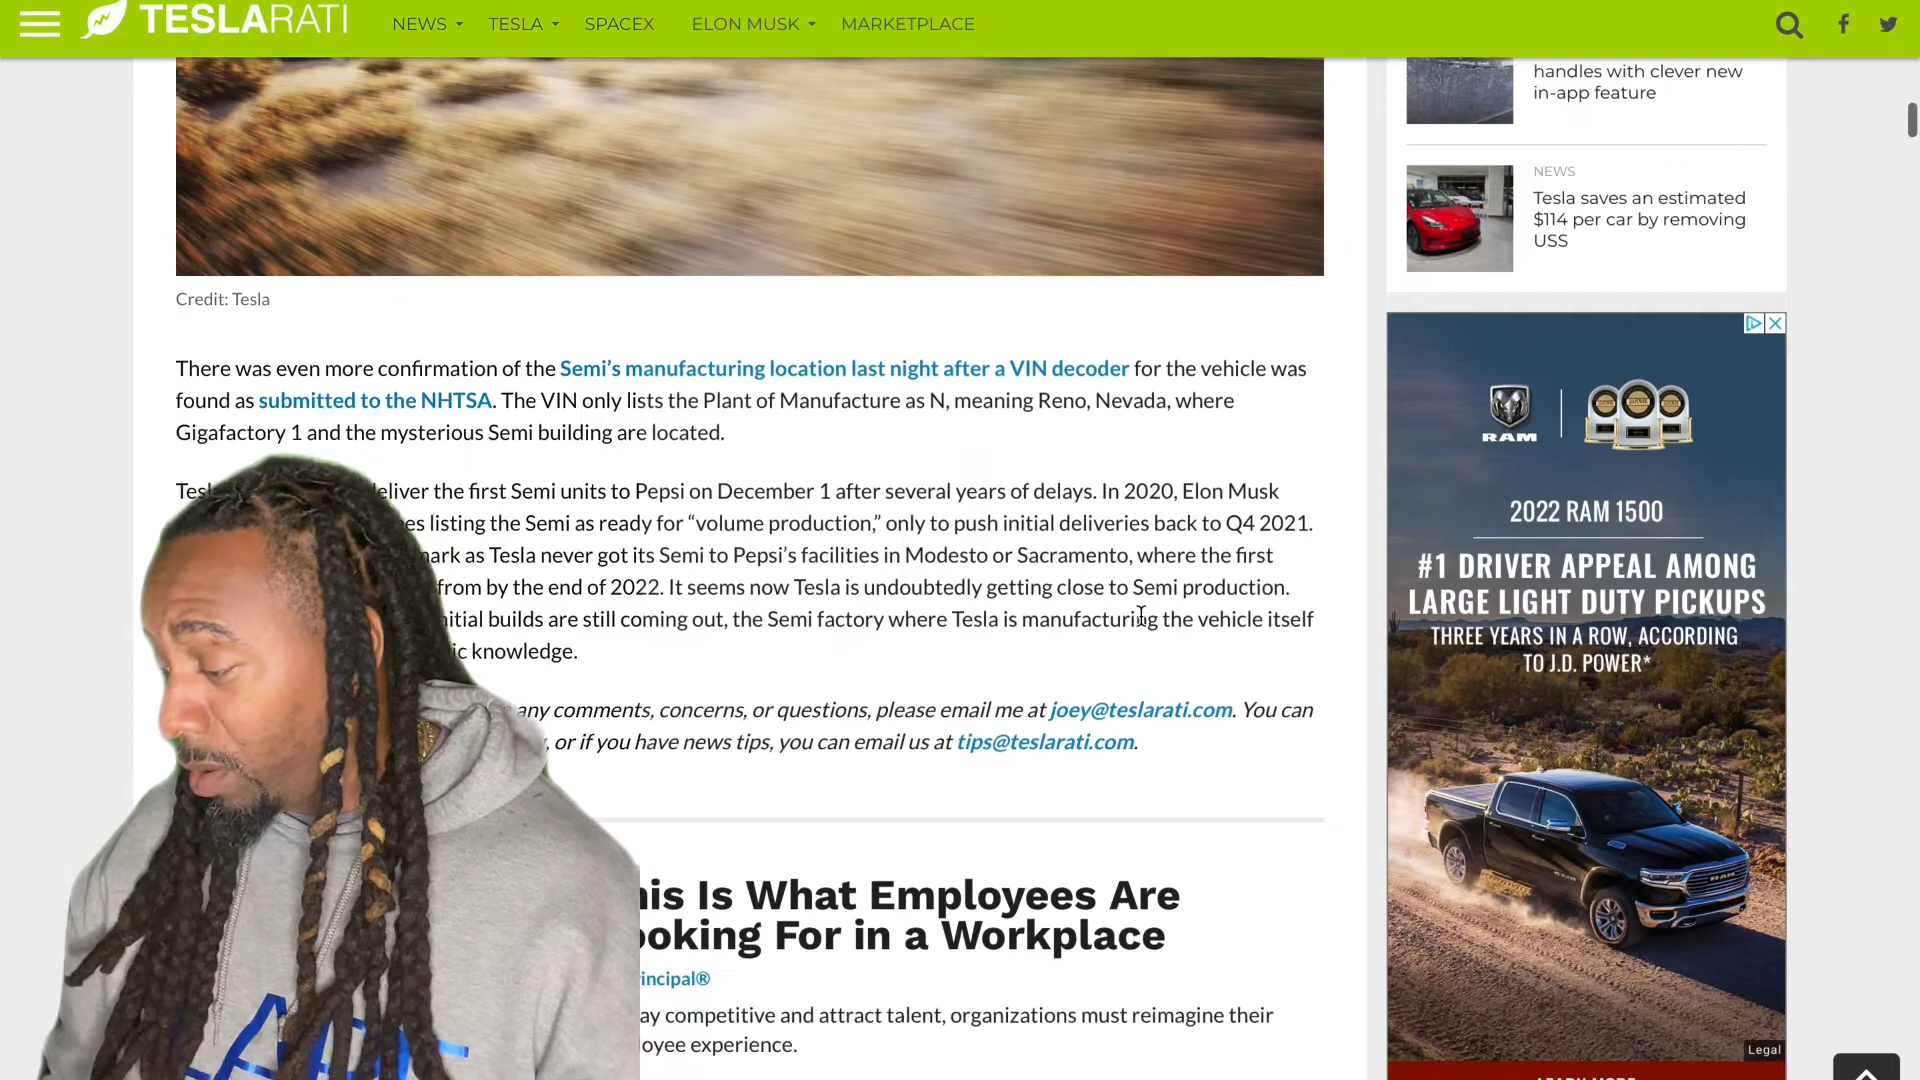 TESLARATI
NEWS
TESLA
SPACEX
ELON MUSK
MARKETPLACE
Credit: Tesla
There was even more confirmation of the Semi’s manufacturing location last night after a VIN decoder for the vehicle was
found as submitted to the NHTSA. The VIN only lists the Plant of Manufacture as N, meaning Reno, Nevada, where
Gigafactory 1 and the mysterious Semi building are located.
the first Semi units to Pepsi on December 1 after several years of delays. In 2020, Elon Musk
listing the Semi as ready for “volume production,” only to push initial deliveries back to Q4 2021.
as Tesla never got its Semi to Pepsi’s facilities in Modesto or Sacramento, where the first
from by the end of 2022. It seems now Tesla is undoubtedly getting close to Semi production.
builds are still coming out, the Semi factory where Tesla is manufacturing the vehicle itself
knowledge.
any comments, concerns, or questions, please email me at joey@teslarati.com. You can
, or if you have news tips, you can email us at tips@teslarati.com.
This Is What Employees Are
Looking For in a Workplace
Principal®
competitive and attract talent, organizations must reimagine their
employee experience.
handles with clever new
in-app feature
NEWS
Tesla saves an estimated
$114 per car by removing
USS
RAM
2022 RAM 1500
#1 DRIVER APPEAL AMONG
LARGE LIGHT DUTY PICKUPS
THREE YEARS IN A ROW, ACCORDING
TO J.D. POWER*
RAM
Legal
LEARN MORE